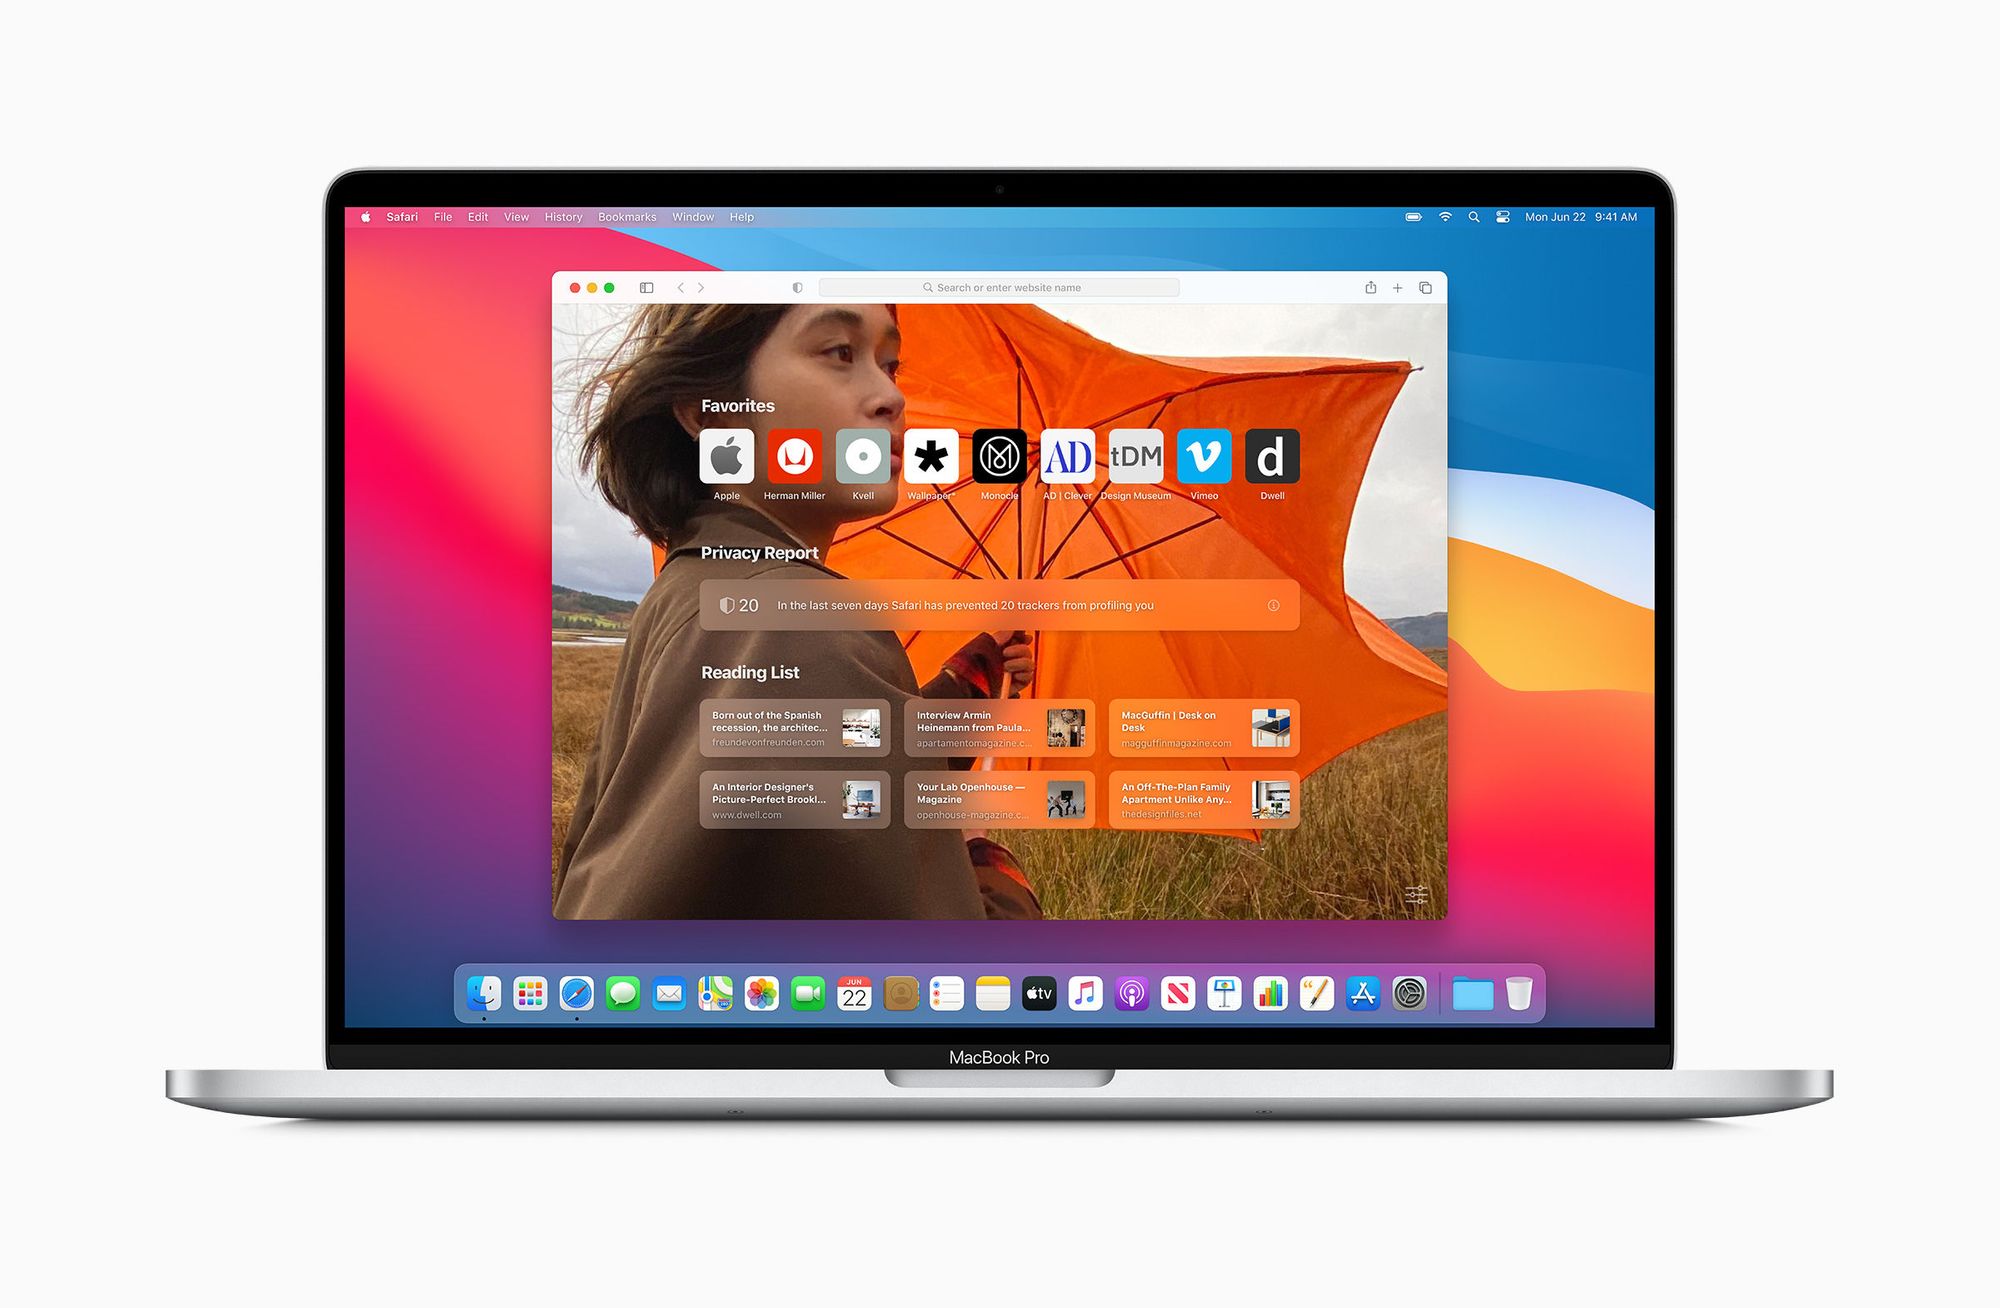 Safari File Edit View History Bookmarks Window Help
Mon Jun 22 9:41 AM
Search or enter website name
Favorites
AD
tDM
d
Apple
Herman Miller
Kvell
Wallpaper*
Monocle
AD | Clever
Design Museum
Vimeo
Dwell
Privacy Report
20
In the last seven days Safari has prevented 20 trackers from profiling you
Reading List
Born out of the Spanish
recession, the architec...
freundevonfreunden.com
Interview Armin
Heinemann from Paula...
apartamentomagazine.c...
MacGuffin | Desk on
Desk
magguffinmagazine.com
An Interior Designer's
Picture-Perfect Brookl...
www.dwell.com
Your Lab Openhouse —
Magazine
openhouse-magazine.c...
An Off-The-Plan Family
Apartment Unlike Any...
thedesignfiles.net
JUN
22
tv
MacBook Pro